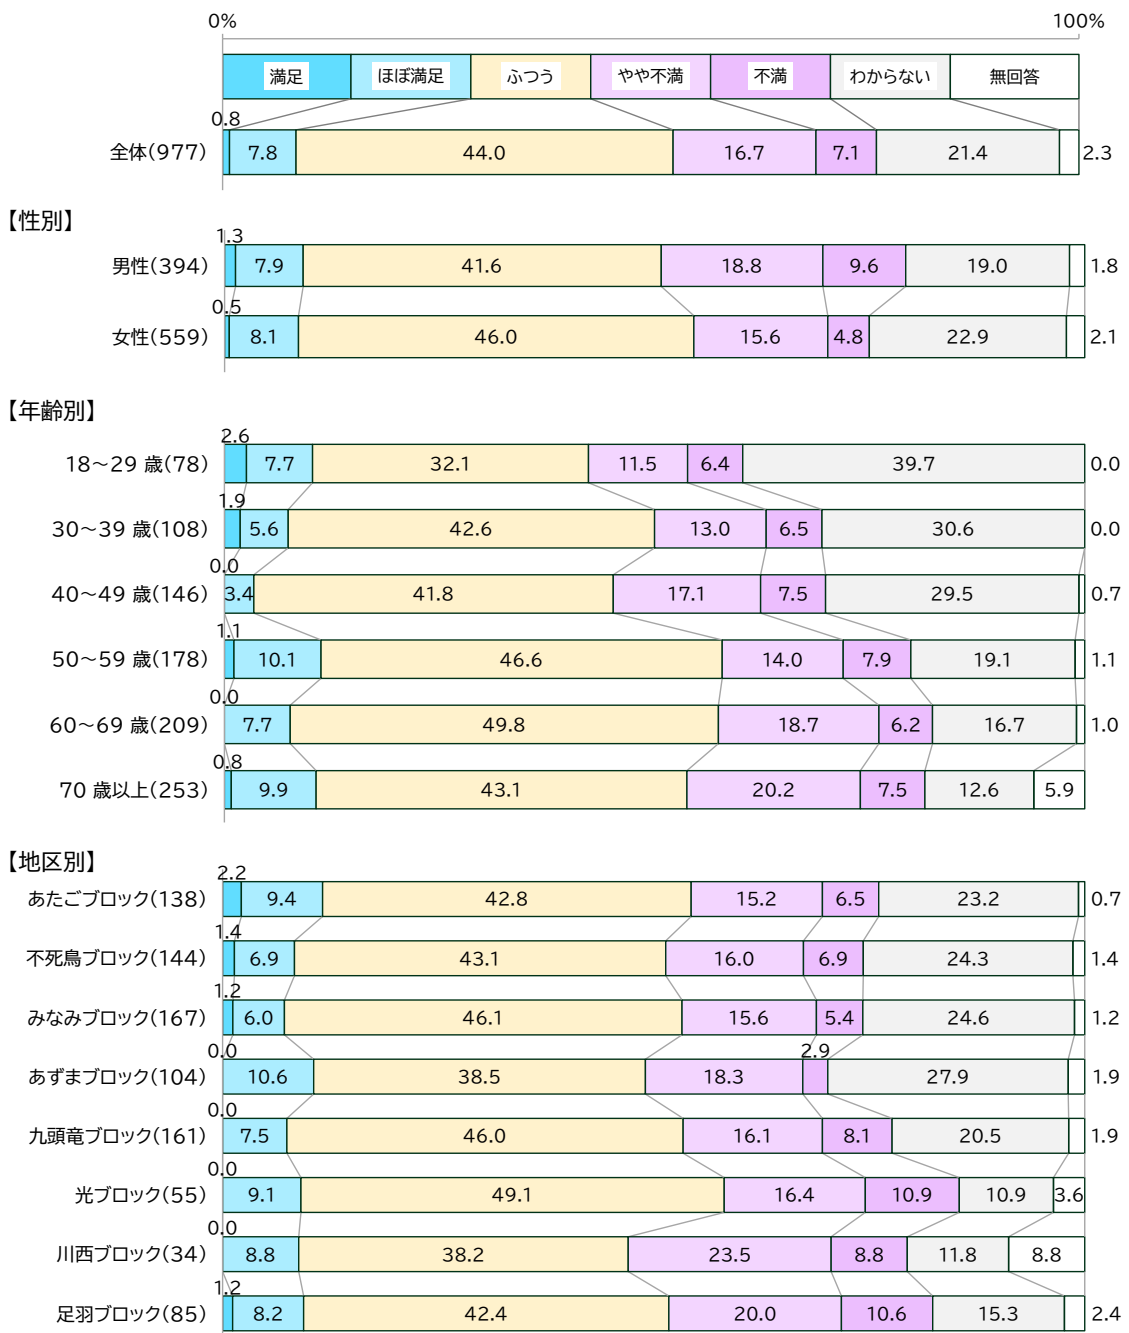 0% 100%
満足 ほぼ満足 ふつう やや不満 不満 わからない 無回答
0.8
全体(977) 7.8 44.0 16.7 7.1 21.4 2.3
【性別】
1.3
男性(394) 7.9 41.6 18.8 9.6 19.0 1.8
0.5
女性(559) 8.1 46.0 15.6 4.8 22.9 2.1
【年齢別】
2.6
18～29 歳(78) 7.7 32.1 11.5 6.4 39.7 0.0
1.9
30～39 歳(108) 5.6 42.6 13.0 6.5 30.6 0.0
0.0
40～49 歳(146) 3.4 41.8 17.1 7.5 29.5 0.7
1.1
50～59 歳(178) 10.1 46.6 14.0 7.9 19.1 1.1
0.0
60～69 歳(209) 7.7 49.8 18.7 6.2 16.7 1.0
0.8
70 歳以上(253) 9.9 43.1 20.2 7.5 12.6 5.9
【地区別】
2.2
あたごブロック(138) 9.4 42.8 15.2 6.5 23.2 0.7
1.4
不死鳥ブロック(144) 6.9 43.1 16.0 6.9 24.3 1.4
1.2
みなみブロック(167) 6.0 46.1 15.6 5.4 24.6 1.2
0.0 2.9
あずまブロック(104) 10.6 38.5 18.3 27.9 1.9
0.0
九頭竜ブロック(161) 7.5 46.0 16.1 8.1 20.5 1.9
0.0
光ブロック(55) 9.1 49.1 16.4 10.9 10.9 3.6
0.0
川西ブロック(34) 8.8 38.2 23.5 8.8 11.8 8.8
1.2
足羽ブロック(85) 8.2 42.4 20.0 10.6 15.3 2.4